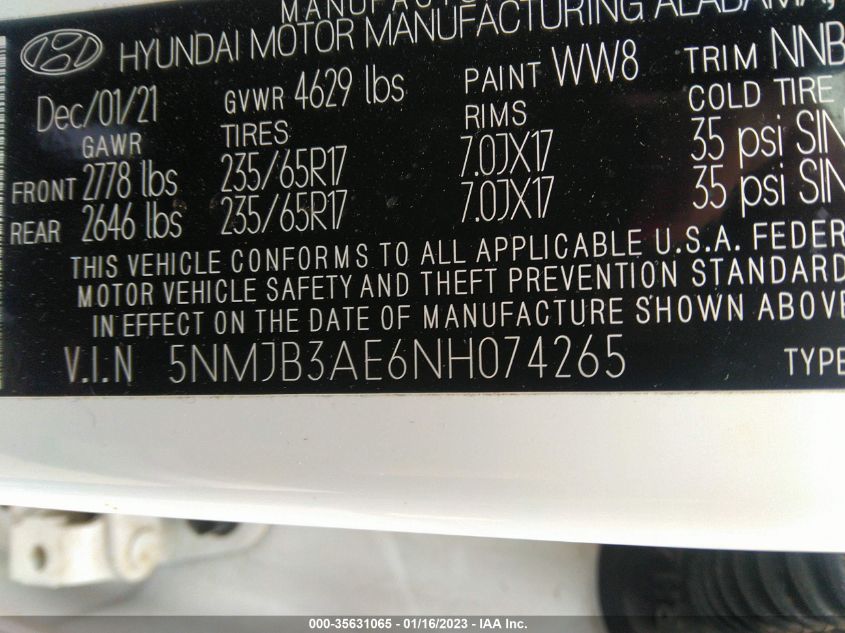 MANUFACT
HYUNDAI MOTOR MANUFACTURING ALABAMA,
Dec/01/21 GVWR 4629 lbs PAINT WW8 TRIM NNB
GAWR TIRES RIMS COLD TIRE
FRONT 2778 lbs 235/65R17 7.0JX17 35 psi SIN
REAR 2646 lbs 235/65R17 7.0JX17 35 psi SIN
THIS VEHICLE CONFORMS TO ALL APPLICABLE U.S.A. FEDER
MOTOR VEHICLE SAFETY AND THEFT PREVENTION STANDARD
IN EFFECT ON THE DATE OF MANUFACTURE SHOWN ABOVE
V.I.N 5NMJB3AE6NH074265 TYPE
000-35631065 - 01/16/2023 - IAA Inc.